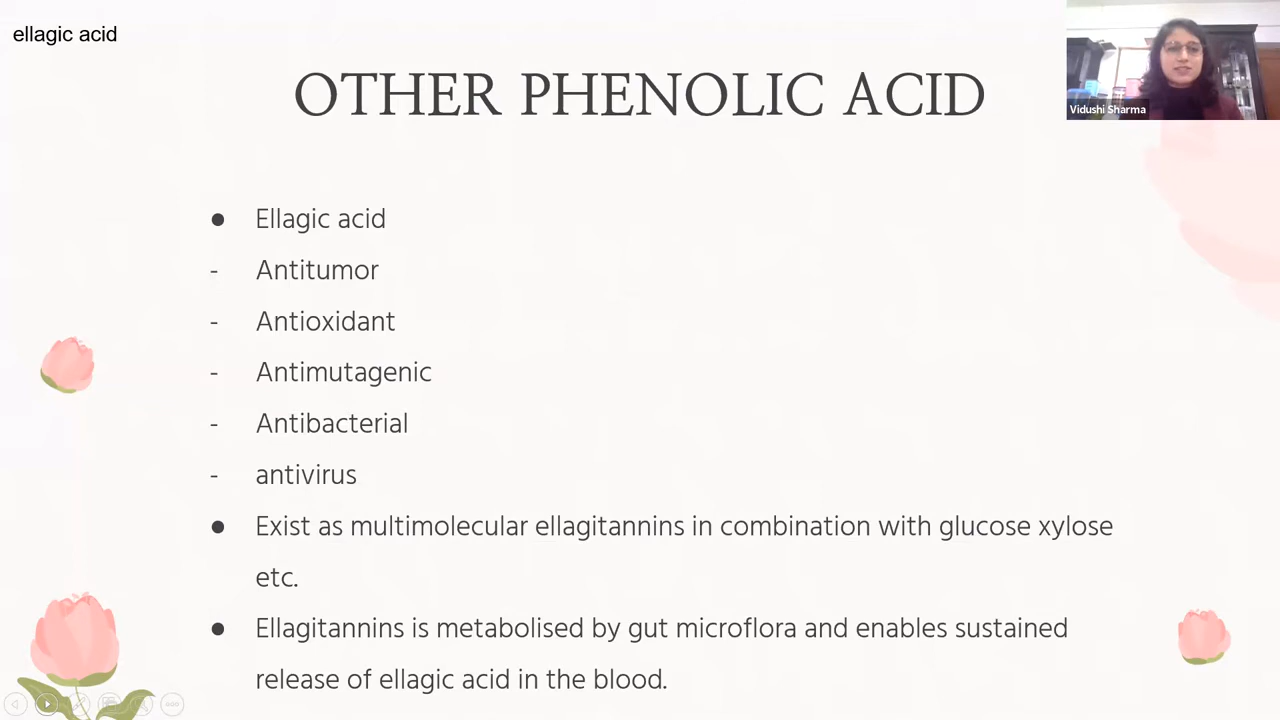 ellagic acid
OTHER PHENOLIC ACID
Vidushi Sharma
● Ellagic acid
- Antitumor
- Antioxidant
- Antimutagenic
- Antibacterial
- antivirus
● Exist as multimolecular ellagitannins in combination with glucose xylose
etc.
● Ellagitannins is metabolised by gut microflora and enables sustained
release of ellagic acid in the blood.